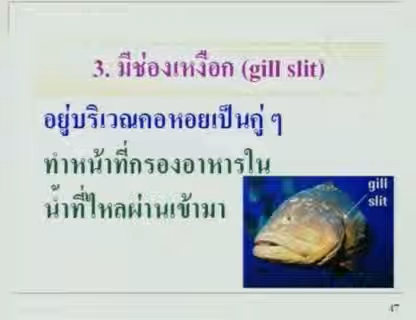 3. มีช่องเหงือก (gill slit)
อยู่บริเวณคอหอยเป็นคู่ ๆ
ทำหน้าที่กรองอาหารใน
น้ำที่ไหลผ่านเข้ามา
gill
slit
47